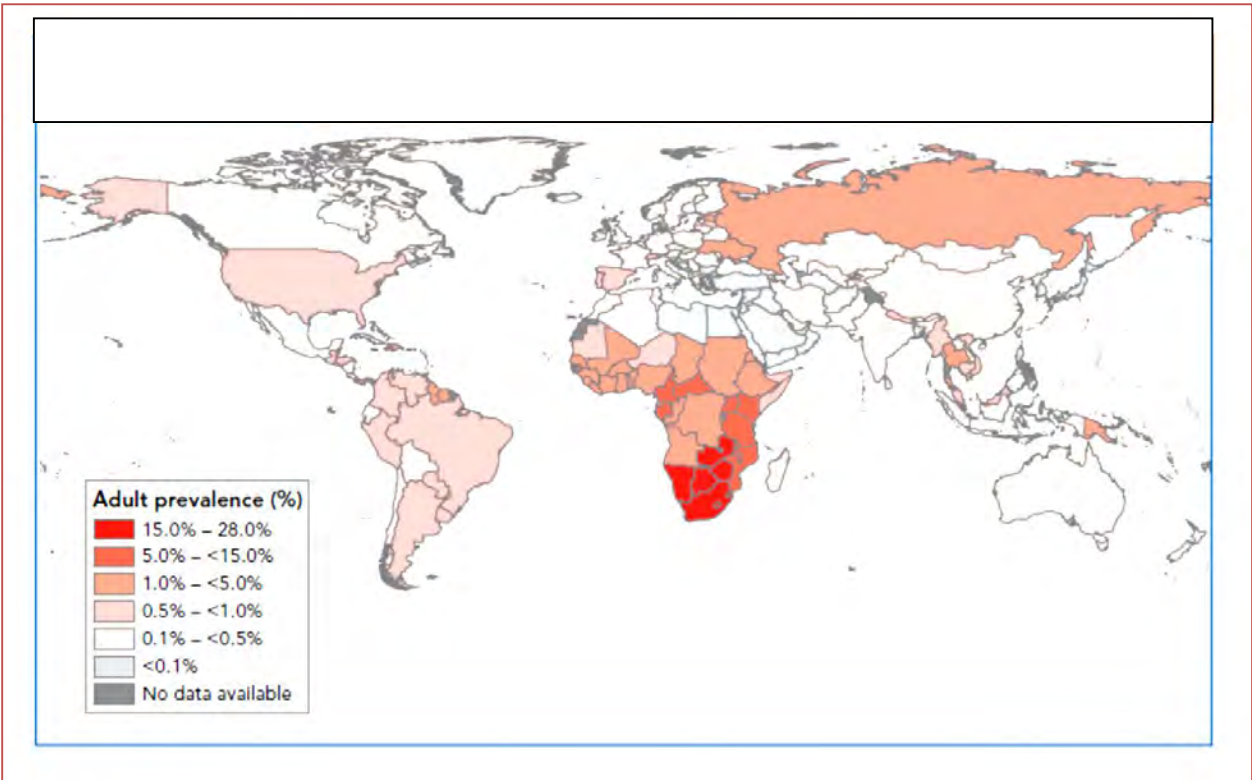 Adult prevalence (%)
15.0% – 28.0%
5.0% – <15.0%
1.0% – <5.0%
0.5% – <1.0%
0.1% – <0.5%
<0.1%
No data available